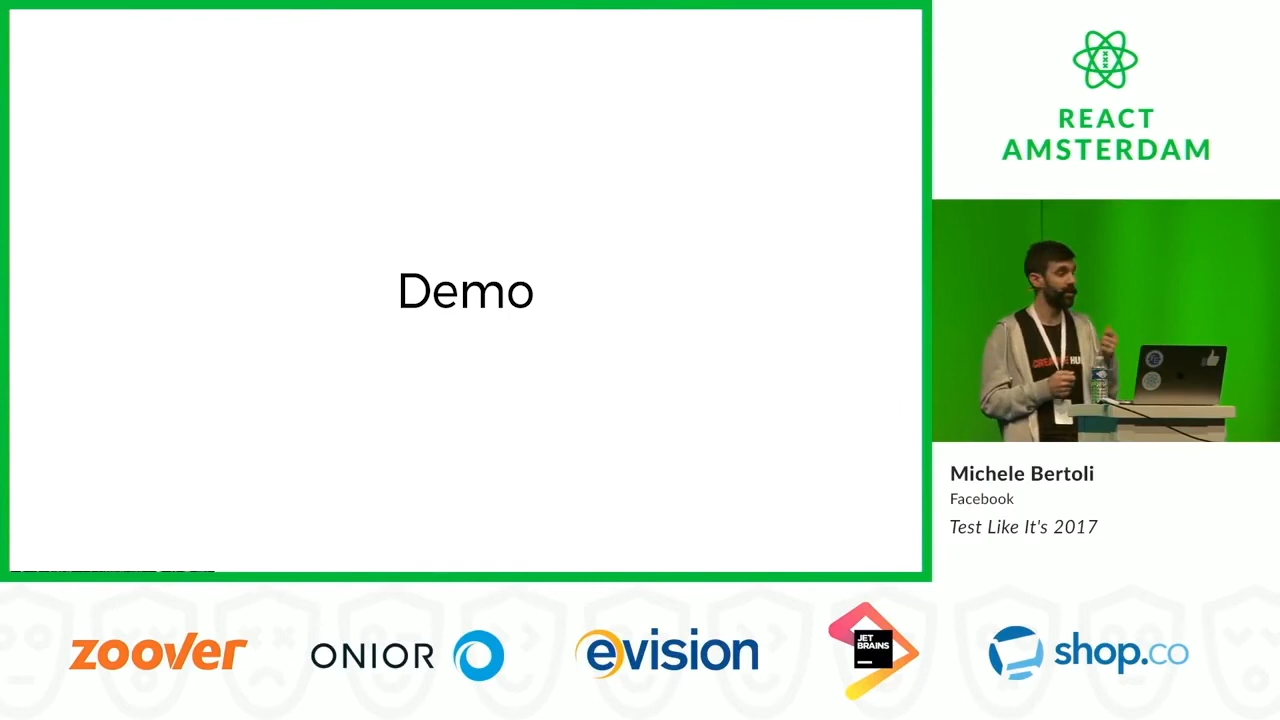 Demo
REACT
AMSTERDAM
Michele Bertoli
Facebook
Test Like It's 2017
zoover
ONIOR
evision
JET
BRAINS
shop.co